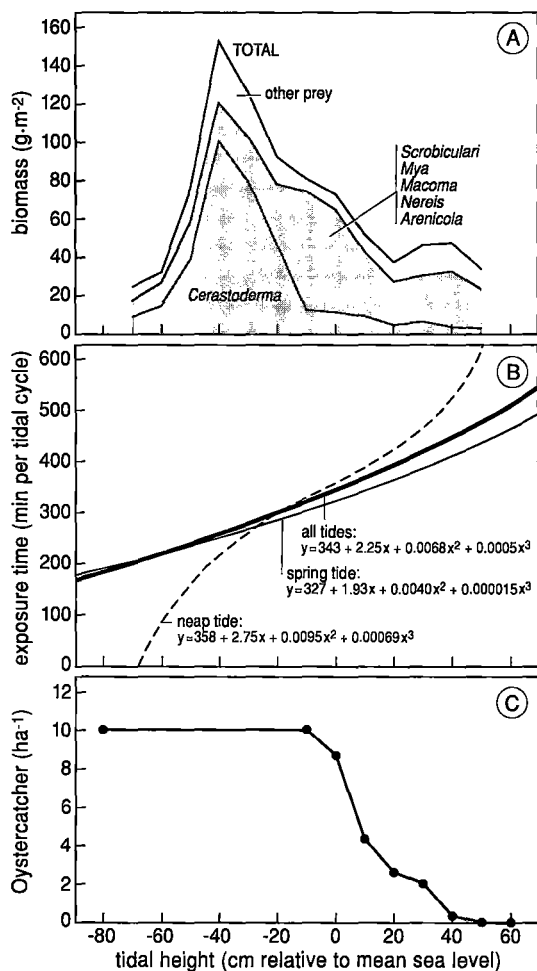 A
TOTAL
other prey
Scrobiculari
Mya
Macoma
Nereis
Arenicola
Cerastoderma
biomass (g·m-2)
160
140
120
100
80
60
40
20
0
B
exposure time (min per tidal cycle)
600
500
400
300
200
100
0
all tides:
y=343 + 2.25x + 0.0068x2 + 0.0005x3
spring tide:
y=327 + 1.93x + 0.0040x2 + 0.000015x3
neap tide:
y=358 + 2.75x + 0.0095x2 + 0.00069x3
C
Oystercatcher (ha-1)
12
10
8
6
4
2
0
-80 -60 -40 -20 0 20 40 60
tidal height (cm relative to mean sea level)